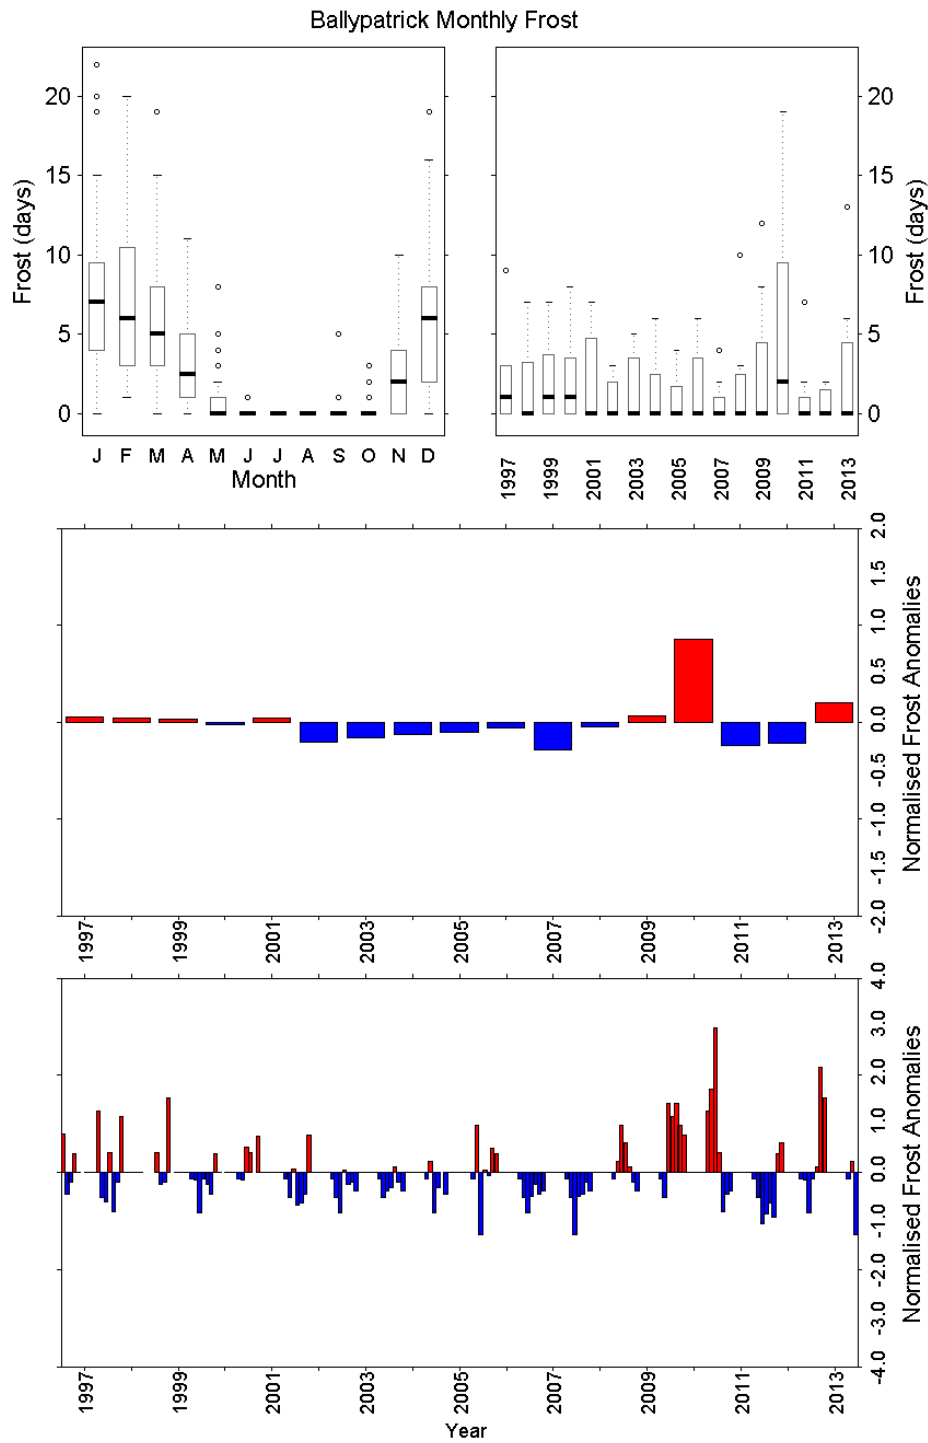 Ballypatrick Monthly Frost
Frost (days)
20
15
10
5
0
J F M A M J J A S O N D
Month
20
15
10
5
0
Frost (days)
1997 1999 2001 2003 2005 2007 2009 2011 2013
2.0
1.5
1.0
0.5
0.0
-0.5
-1.0
-1.5
-2.0
Normalised Frost Anomalies
1997 1999 2001 2003 2005 2007 2009 2011 2013
4.0
3.0
2.0
1.0
0.0
-1.0
-2.0
-3.0
-4.0
Normalised Frost Anomalies
1997 1999 2001 2003 2005 2007 2009 2011 2013
Year